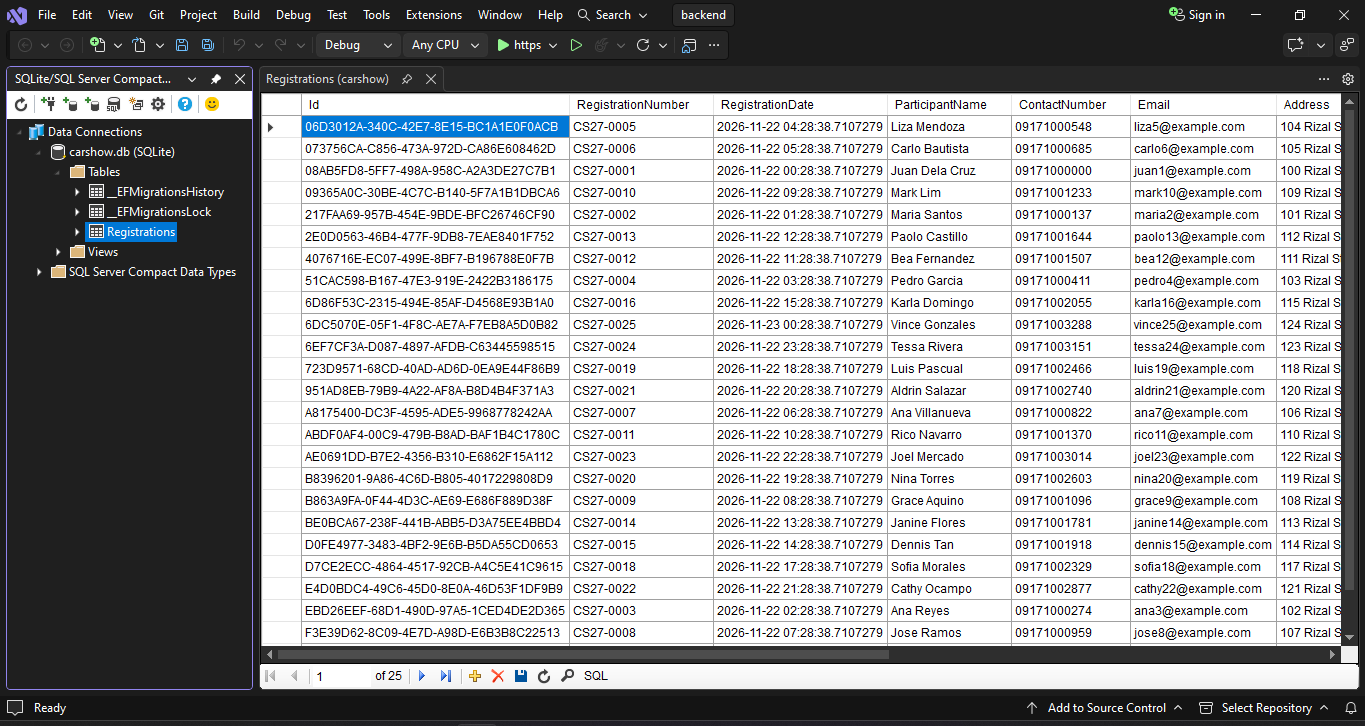 File Edit View Git Project Build Debug Test Tools Extensions Window Help Search backend Sign in
Debug Any CPU https
SQLite/SQL Server Compact... Registrations (carshow)
Data Connections
carshow.db (SQLite)
Tables
__EFMigrationsHistory
__EFMigrationsLock
Registrations
Views
SQL Server Compact Data Types
Id RegistrationNumber RegistrationDate ParticipantName ContactNumber Email Address
06D3012A-340C-42E7-8E15-BC1A1E0F0ACB CS27-0005 2026-11-22 04:28:38.7107279 Liza Mendoza 09171000548 liza5@example.com 104 Rizal S
073756CA-C856-473A-972D-CA86E608462D CS27-0006 2026-11-22 05:28:38.7107279 Carlo Bautista 09171000685 carlo6@example.com 105 Rizal S
08AB5FD8-5FF7-498A-958C-A2A3DE27C7B1 CS27-0001 2026-11-22 00:28:38.7107279 Juan Dela Cruz 09171000000 juan1@example.com 100 Rizal S
09365A0C-30BE-4C7C-B140-5F7A1B1DBCA6 CS27-0010 2026-11-22 09:28:38.7107279 Mark Lim 09171001233 mark10@example.com 109 Rizal S
217FAA69-957B-454E-9BDE-BFC26746CF90 CS27-0002 2026-11-22 01:28:38.7107279 Maria Santos 09171000137 maria2@example.com 101 Rizal S
2E0D0563-46B4-477F-9DB8-7EAE8401F752 CS27-0013 2026-11-22 12:28:38.7107279 Paolo Castillo 09171001644 paolo13@example.com 112 Rizal S
4076716E-EC07-499E-8BF7-B196788E0F7B CS27-0012 2026-11-22 11:28:38.7107279 Bea Fernandez 09171001507 bea12@example.com 111 Rizal S
51CAC598-B167-47E3-919E-2422B3186175 CS27-0004 2026-11-22 03:28:38.7107279 Pedro Garcia 09171000411 pedro4@example.com 103 Rizal S
6D86F53C-2315-494E-85AF-D4568E93B1A0 CS27-0016 2026-11-22 15:28:38.7107279 Karla Domingo 09171002055 karla16@example.com 115 Rizal S
6DC5070E-05F1-4F8C-AE7A-F7EB8A5D0B82 CS27-0025 2026-11-23 00:28:38.7107279 Vince Gonzales 09171003288 vince25@example.com 124 Rizal S
6EF7CF3A-D087-4897-AFDB-C63445598515 CS27-0024 2026-11-22 23:28:38.7107279 Tessa Rivera 09171003151 tessa24@example.com 123 Rizal S
723D9571-68CD-40AD-AD6D-0EA9E44F86B9 CS27-0019 2026-11-22 18:28:38.7107279 Luis Pascual 09171002466 luis19@example.com 118 Rizal S
951AD8EB-79B9-4A22-AF8A-B8D4B4F371A3 CS27-0021 2026-11-22 20:28:38.7107279 Aldrin Salazar 09171002740 aldrin21@example.com 120 Rizal S
A8175400-DC3F-4595-ADE5-9968778242AA CS27-0007 2026-11-22 06:28:38.7107279 Ana Villanueva 09171000822 ana7@example.com 106 Rizal S
ABDF0AF4-00C9-479B-B8AD-BAF1B4C1780C CS27-0011 2026-11-22 10:28:38.7107279 Rico Navarro 09171001370 rico11@example.com 110 Rizal S
AE0691DD-B7E2-4356-B310-E6862F15A112 CS27-0023 2026-11-22 22:28:38.7107279 Joel Mercado 09171003014 joel23@example.com 122 Rizal S
B8396201-9A86-4C6D-B805-4017229808D9 CS27-0020 2026-11-22 19:28:38.7107279 Nina Torres 09171002603 nina20@example.com 119 Rizal S
B863A9FA-0F44-4D3C-AE69-E686F889D38F CS27-0009 2026-11-22 08:28:38.7107279 Grace Aquino 09171001096 grace9@example.com 108 Rizal S
BE0BCA67-238F-441B-ABB5-D3A75EE4BBD4 CS27-0014 2026-11-22 13:28:38.7107279 Janine Flores 09171001781 janine14@example.com 113 Rizal S
D0FE4977-3483-4BF2-9E6B-B5DA55CD0653 CS27-0015 2026-11-22 14:28:38.7107279 Dennis Tan 09171001918 dennis15@example.com 114 Rizal S
D7CE2ECC-4864-4517-92CB-A4C5E41C9615 CS27-0018 2026-11-22 17:28:38.7107279 Sofia Morales 09171002329 sofia18@example.com 117 Rizal S
E4D0BDC4-49C6-45D0-8E0A-46D53F1DF9B9 CS27-0022 2026-11-22 21:28:38.7107279 Cathy Ocampo 09171002877 cathy22@example.com 121 Rizal S
EBD26EEF-68D1-490D-97A5-1CED4DE2D365 CS27-0003 2026-11-22 02:28:38.7107279 Ana Reyes 09171000274 ana3@example.com 102 Rizal S
F3E39D62-8C09-4E7D-A98D-E6B3B8C22513 CS27-0008 2026-11-22 07:28:38.7107279 Jose Ramos 09171000959 jose8@example.com 107 Rizal S
1 of 25 SQL
Ready Add to Source Control Select Repository